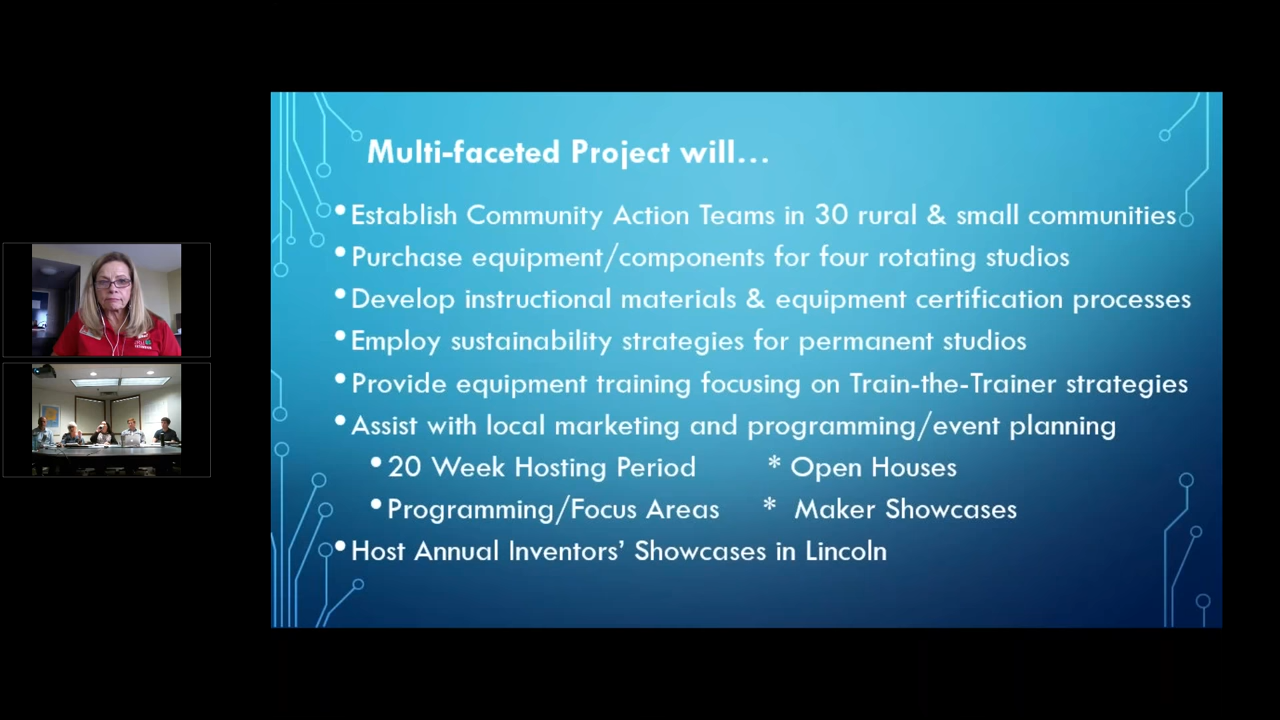 Multi-faceted Project will...
• Establish Community Action Teams in 30 rural & small communities
• Purchase equipment/components for four rotating studios
• Develop instructional materials & equipment certification processes
• Employ sustainability strategies for permanent studios
• Provide equipment training focusing on Train-the-Trainer strategies
• Assist with local marketing and programming/event planning
• 20 Week Hosting Period * Open Houses
• Programming/Focus Areas * Maker Showcases
• Host Annual Inventors’ Showcases in Lincoln